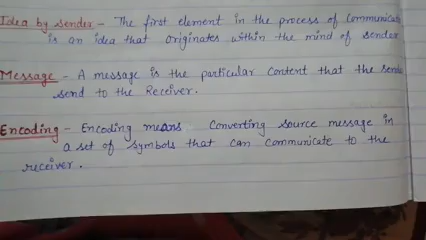 Idea by sender - The first element in the process of Communicati
is an idea that originates within the mind of sender
Message - A message is the particular Content that the sende
send to the Receiver.
Encoding - Encoding means Converting source message in
a set of symbols that can communicate to the
receiver.